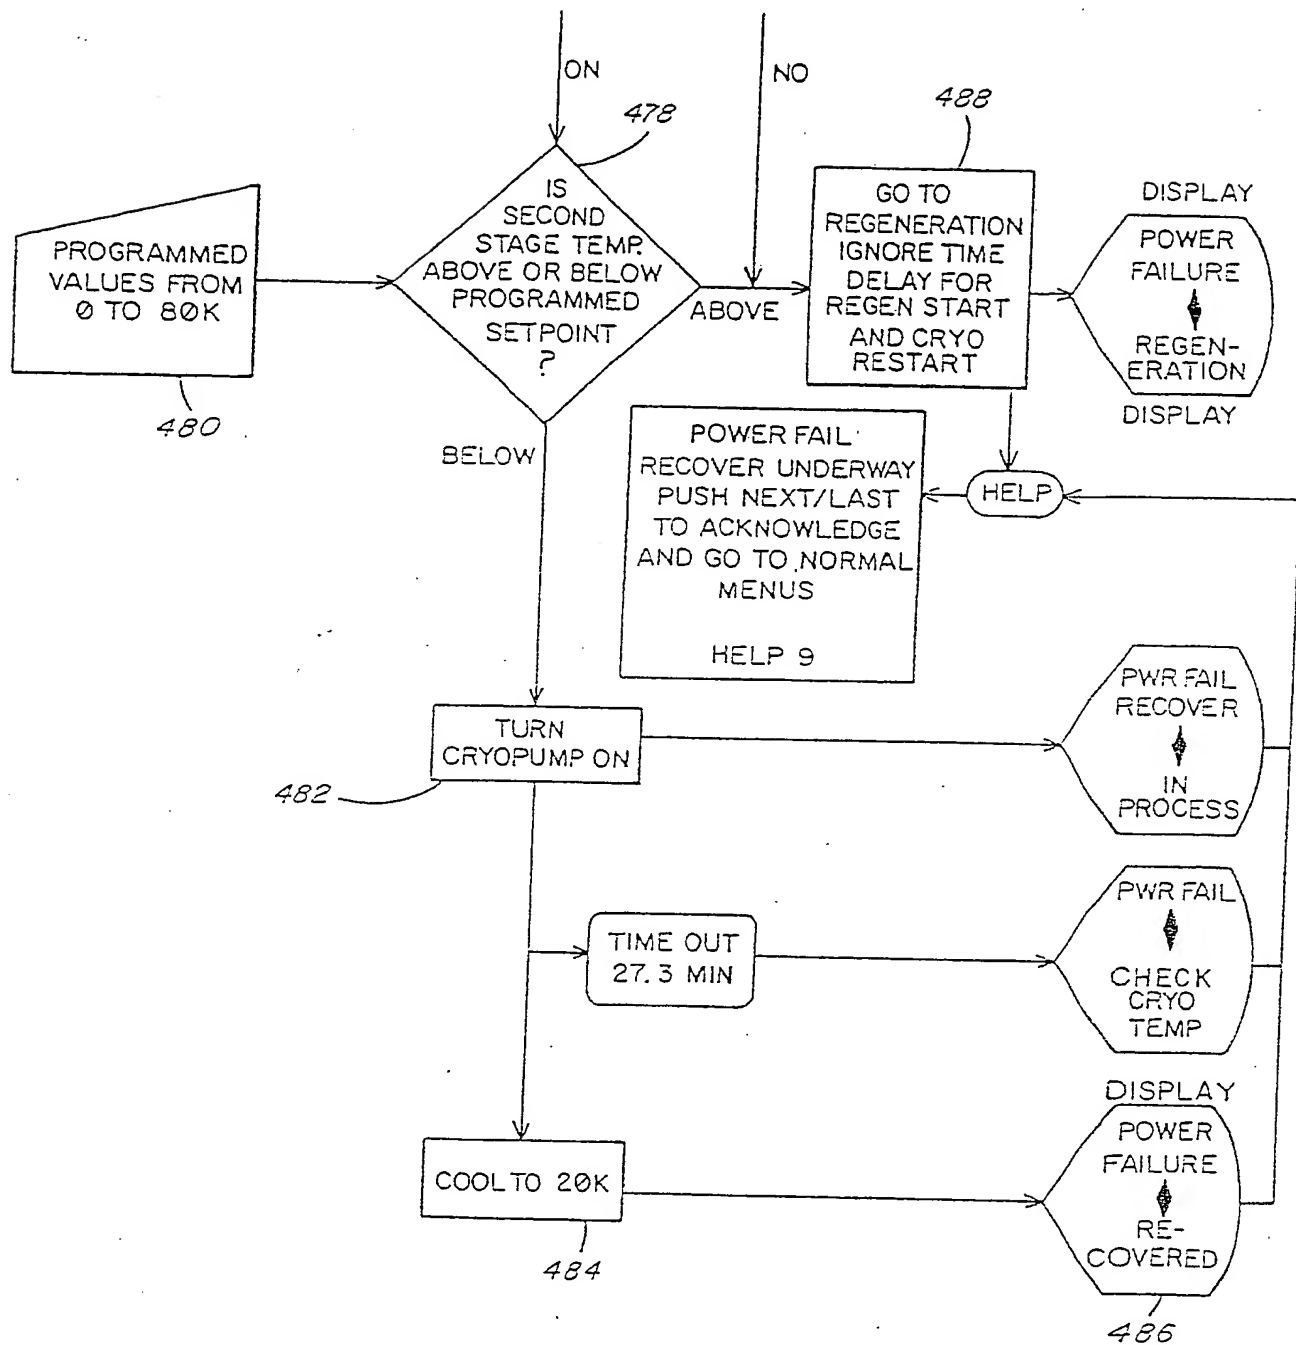 ON
NO
478
488
IS
SECOND
STAGE TEMP.
ABOVE OR BELOW
PROGRAMMED
SETPOINT
?
PROGRAMMED
VALUES FROM
0 TO 80K
480
ABOVE
BELOW
GO TO
REGENERATION
IGNORE TIME
DELAY FOR
REGEN START
AND CRYO
RESTART
DISPLAY
POWER
FAILURE
REGEN-
ERATION
DISPLAY
HELP
POWER FAIL
RECOVER UNDERWAY
PUSH NEXT/LAST
TO ACKNOWLEDGE
AND GO TO NORMAL
MENUS
HELP 9
TURN
CRYOPUMP ON
482
PWR FAIL
RECOVER
IN
PROCESS
TIME OUT
27.3 MIN
PWR FAIL
CHECK
CRYO
TEMP
COOL TO 20K
484
DISPLAY
POWER
FAILURE
RE-
COVERED
486